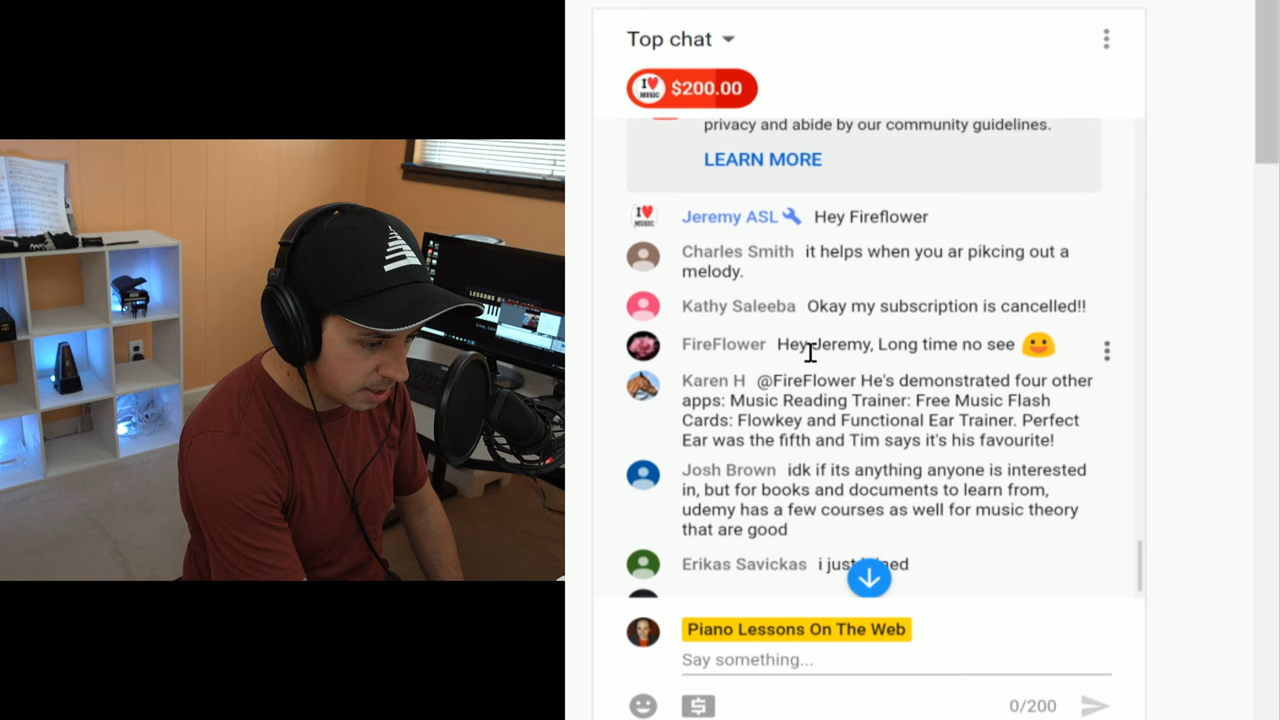 Top chat
I ♥ MUSIC $200.00
privacy and abide by our community guidelines.
LEARN MORE
Jeremy ASL Hey Fireflower
Charles Smith it helps when you ar pikcing out a
melody.
Kathy Saleeba Okay my subscription is cancelled!!
FireFlower Hey Jeremy, Long time no see
Karen H @FireFlower He's demonstrated four other
apps: Music Reading Trainer: Free Music Flash
Cards: Flowkey and Functional Ear Trainer. Perfect
Ear was the fifth and Tim says it's his favourite!
Josh Brown idk if its anything anyone is interested
in, but for books and documents to learn from,
udemy has a few courses as well for music theory
that are good
Erikas Savickas i just
Piano Lessons On The Web
Say something...
0/200
LESSONS